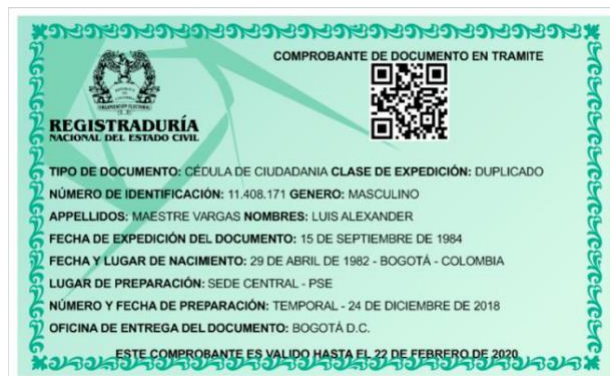 COMPROBANTE DE DOCUMENTO EN TRAMITE
REGISTRADURÍA
NACIONAL DEL ESTADO CIVIL
TIPO DE DOCUMENTO: CÉDULA DE CIUDADANIA CLASE DE EXPEDICIÓN: DUPLICADO
NÚMERO DE IDENTIFICACIÓN: 11.408.171 GENERO: MASCULINO
APPELLIDOS: MAESTRE VARGAS NOMBRES: LUIS ALEXANDER
FECHA DE EXPEDICIÓN DEL DOCUMENTO: 15 DE SEPTIEMBRE DE 1984
FECHA Y LUGAR DE NACIMIENTO: 29 DE ABRIL DE 1982 - BOGOTÁ - COLOMBIA
LUGAR DE PREPARACIÓN: SEDE CENTRAL - PSE
NÚMERO Y FECHA DE PREPARACIÓN: TEMPORAL - 24 DE DICIEMBRE DE 2018
OFICINA DE ENTREGA DEL DOCUMENTO: BOGOTÁ D.C.
ESTE COMPROBANTE ES VALIDO HASTA EL 22 DE FEBRERO DE 2020